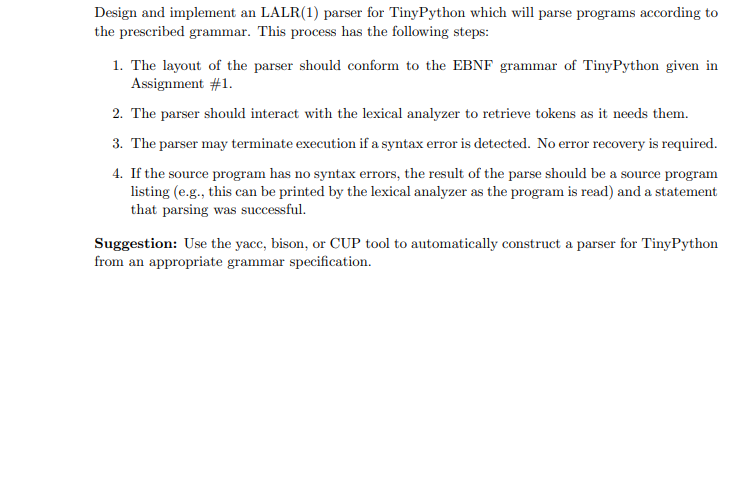 Design and implement an LALR(1) parser for TinyPython which will parse programs according to
the prescribed grammar. This process has the following steps:
1. The layout of the parser should conform to the EBNF grammar of TinyPython given in
Assignment #1.
2. The parser should interact with the lexical analyzer to retrieve tokens as it needs them.
3. The parser may terminate execution if a syntax error is detected. No error recovery is required.
4. If the source program has no syntax errors, the result of the parse should be a source program
listing (e.g., this can be printed by the lexical analyzer as the program is read) and a statement
that parsing was successful.
Suggestion: Use the yacc, bison, or CUP tool to automatically construct a parser for TinyPython
from an appropriate grammar specification.